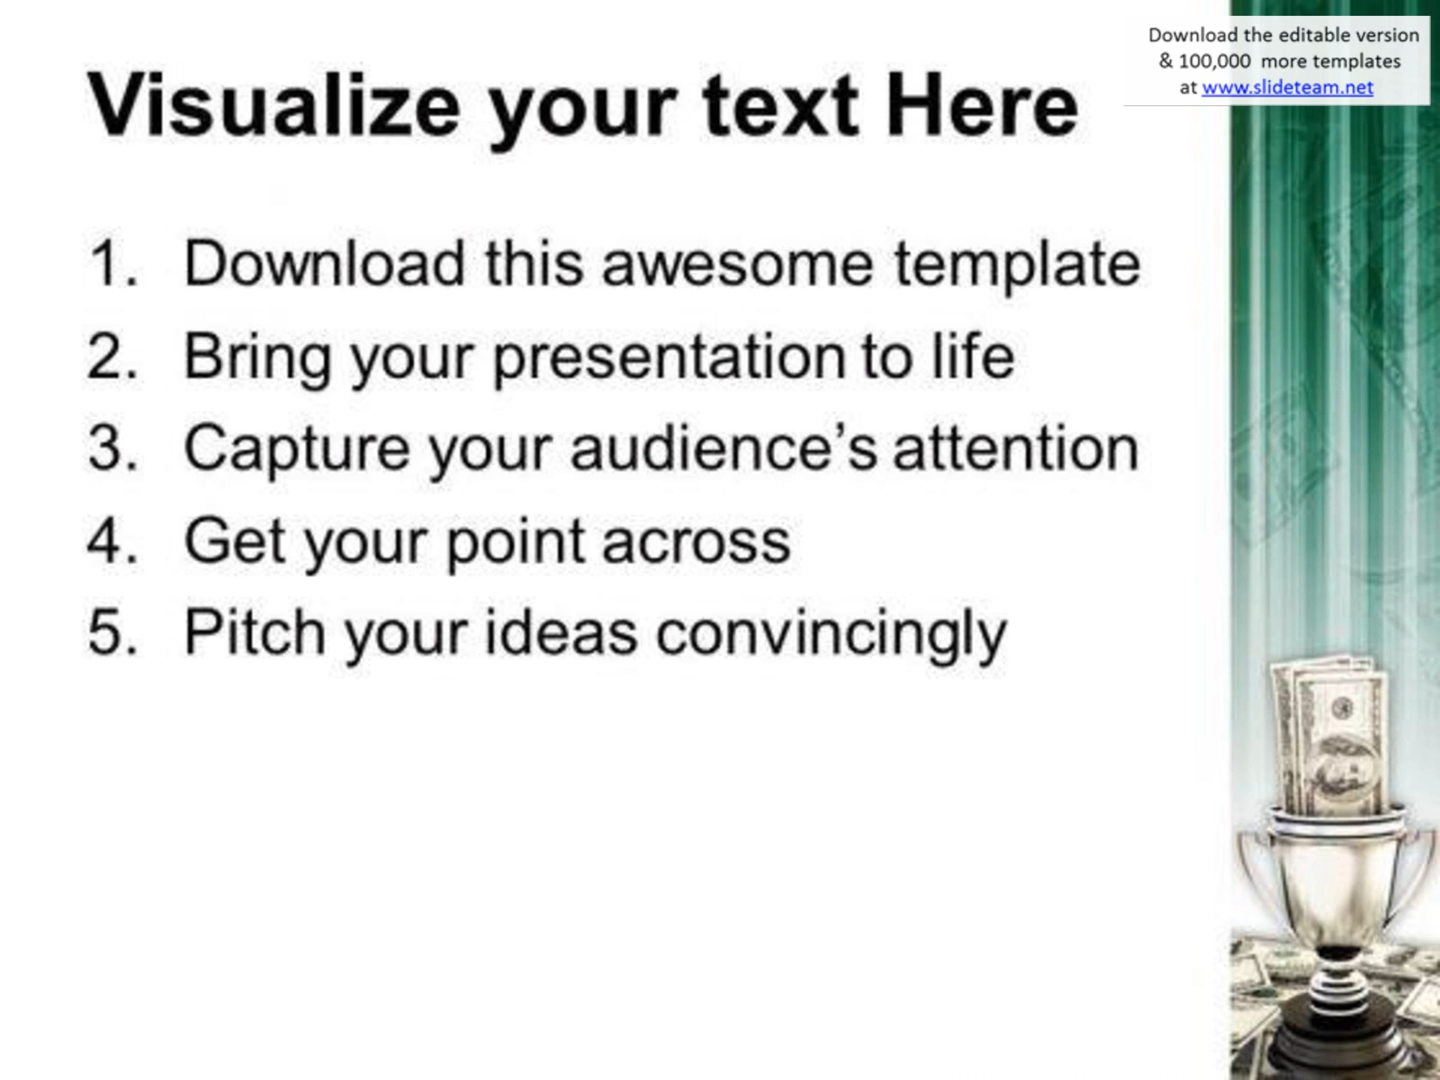 Download the editable version
& 100,000 more templates
at www.slideteam.net
Visualize your text Here
1. Download this awesome template
2. Bring your presentation to life
3. Capture your audience’s attention
4. Get your point across
5. Pitch your ideas convincingly